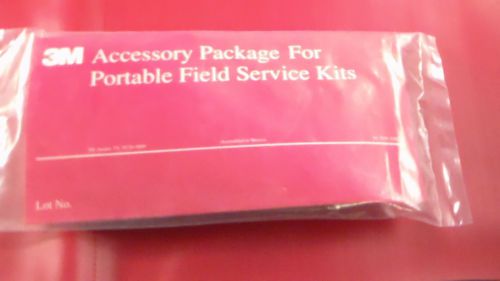 3M Accessory Package For
Portable Field Service Kits
Lot No.